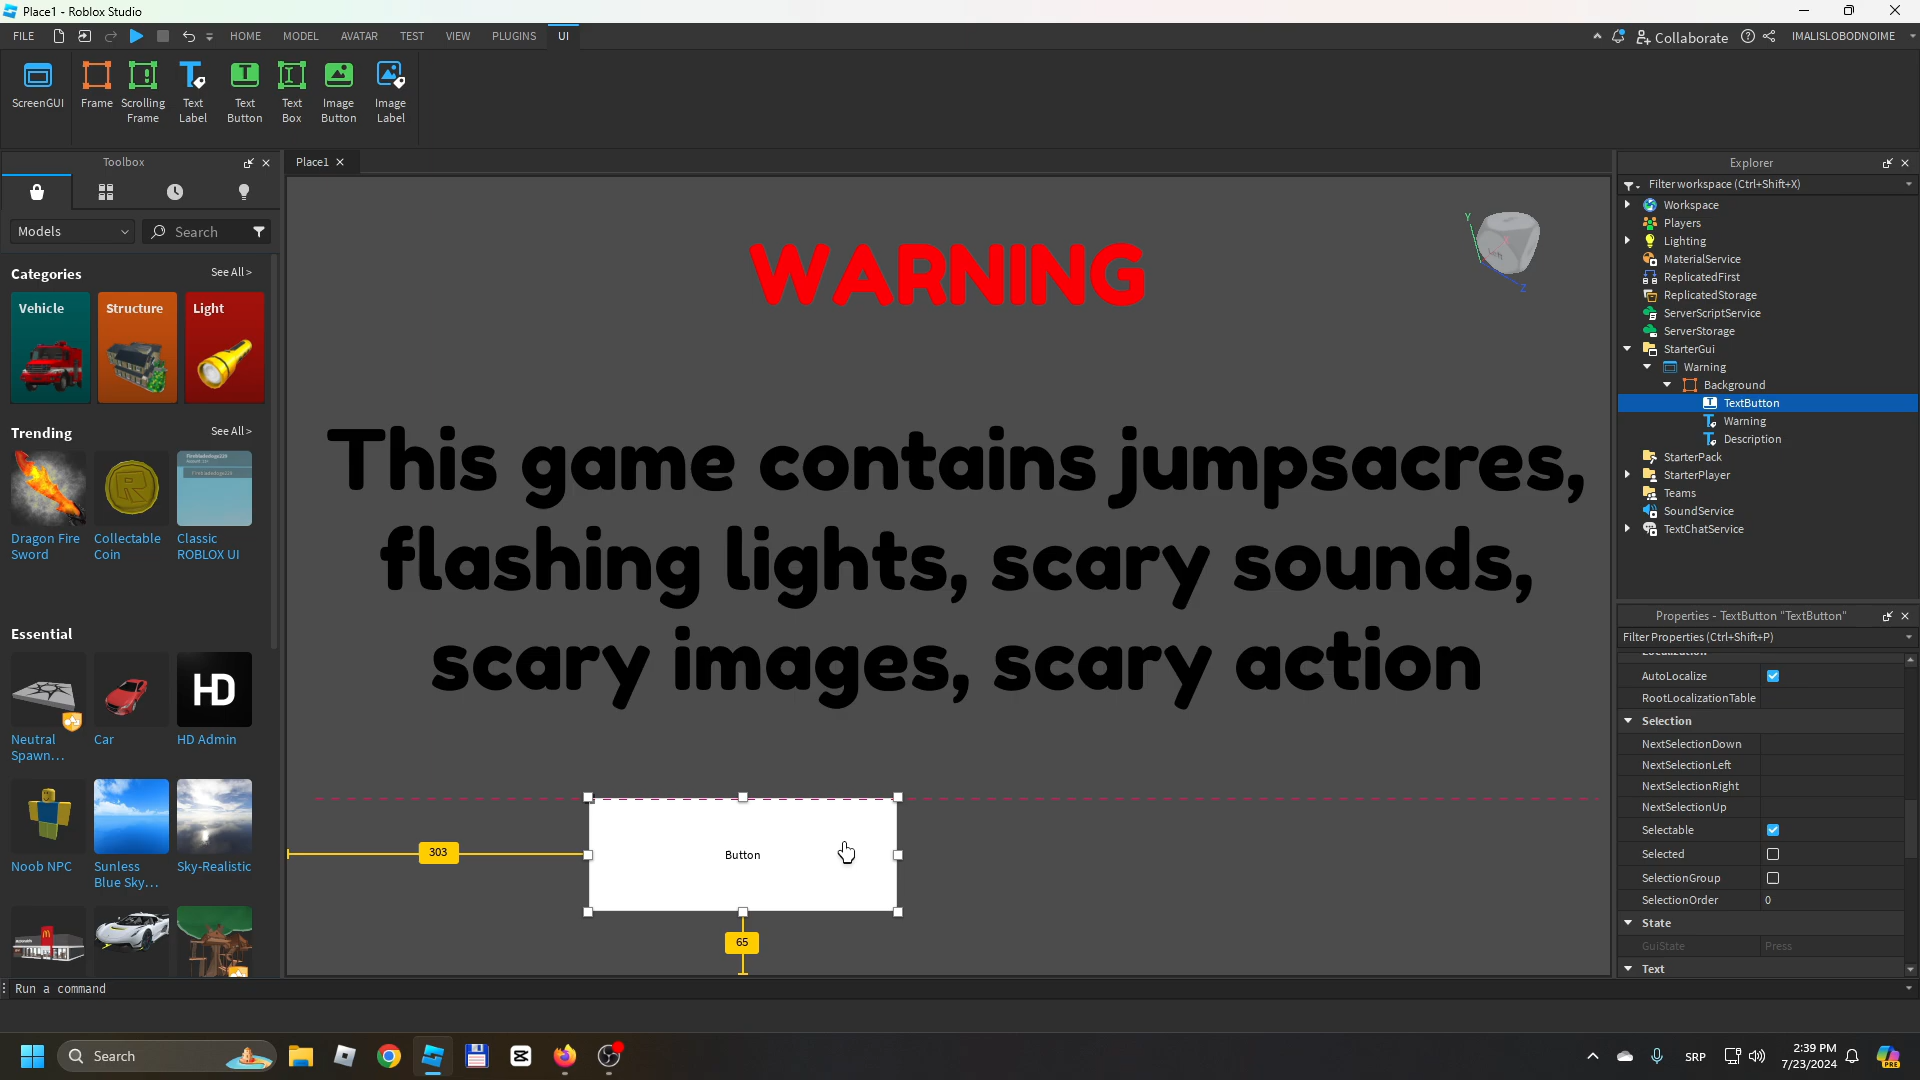 Place1 - Roblox Studio
FILE HOME MODEL AVATAR TEST VIEW PLUGINS UI Collaborate IMALISLOBODNOIME
ScreenGUI Frame Scrolling Frame Text Label Text Button Text Box Image Button Image Label
Toolbox
Place1
Explorer
Filter workspace (Ctrl+Shift+X)
Models
Search
Categories See All >
Vehicle Structure Light
Trending See All >
Dragon Fire Sword
Collectable Coin
Classic ROBLOX UI
Essential
HD
Neutral Spawn...
Car
HD Admin
Noob NPC
Sunless Blue Sky...
Sky-Realistic
WARNING
This game contains jumpsacres,
flashing lights, scary sounds,
scary images, scary action
Y
Left
X
Z
303
Button
65
Workspace
Players
Lighting
MaterialService
ReplicatedFirst
ReplicatedStorage
ServerScriptService
ServerStorage
StarterGui
Warning
Background
TextButton
Warning
Description
StarterPack
StarterPlayer
Teams
SoundService
TextChatService
Properties - TextButton "TextButton"
Filter Properties (Ctrl+Shift+P)
Localization
AutoLocalize
RootLocalizationTable
Selection
NextSelectionDown
NextSelectionLeft
NextSelectionRight
NextSelectionUp
Selectable
Selected
SelectionGroup
SelectionOrder 0
State
GuiState Press
Text
Run a command
Search
SRP
2:39 PM
7/23/2024
PRE